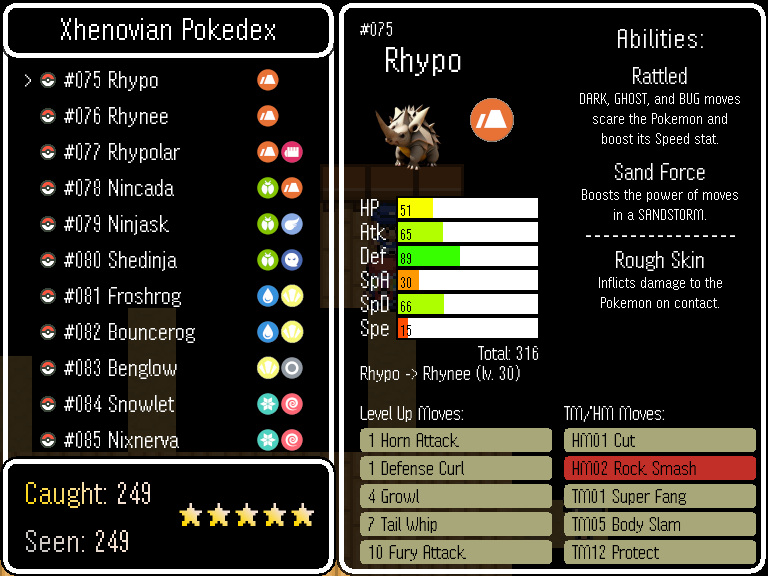 Xhenovian Pokedex
> #075 Rhypo
#076 Rhynee
#077 Rhypolar
#078 Nincada
#079 Ninjask
#080 Shedinja
#081 Froshrog
#082 Bouncerog
#083 Benglow
#084 Snowlet
#085 Nixnerva
Caught: 249
Seen: 249
#075
Rhypo
HP 51
Atk 65
Def 89
SpA 30
SpD 66
Spe 15
Total: 316
Rhypo -> Rhynee (lv. 30)
Abilities:
Rattled
DARK, GHOST, and BUG moves
scare the Pokemon and
boost its Speed stat.
Sand Force
Boosts the power of moves
in a SANDSTORM.
----------------
Rough Skin
Inflicts damage to the
Pokemon on contact.
Level Up Moves:
1 Horn Attack
1 Defense Curl
4 Growl
7 Tail Whip
10 Fury Attack
TM/HM Moves:
HM01 Cut
HM02 Rock Smash
TM01 Super Fang
TM05 Body Slam
TM12 Protect